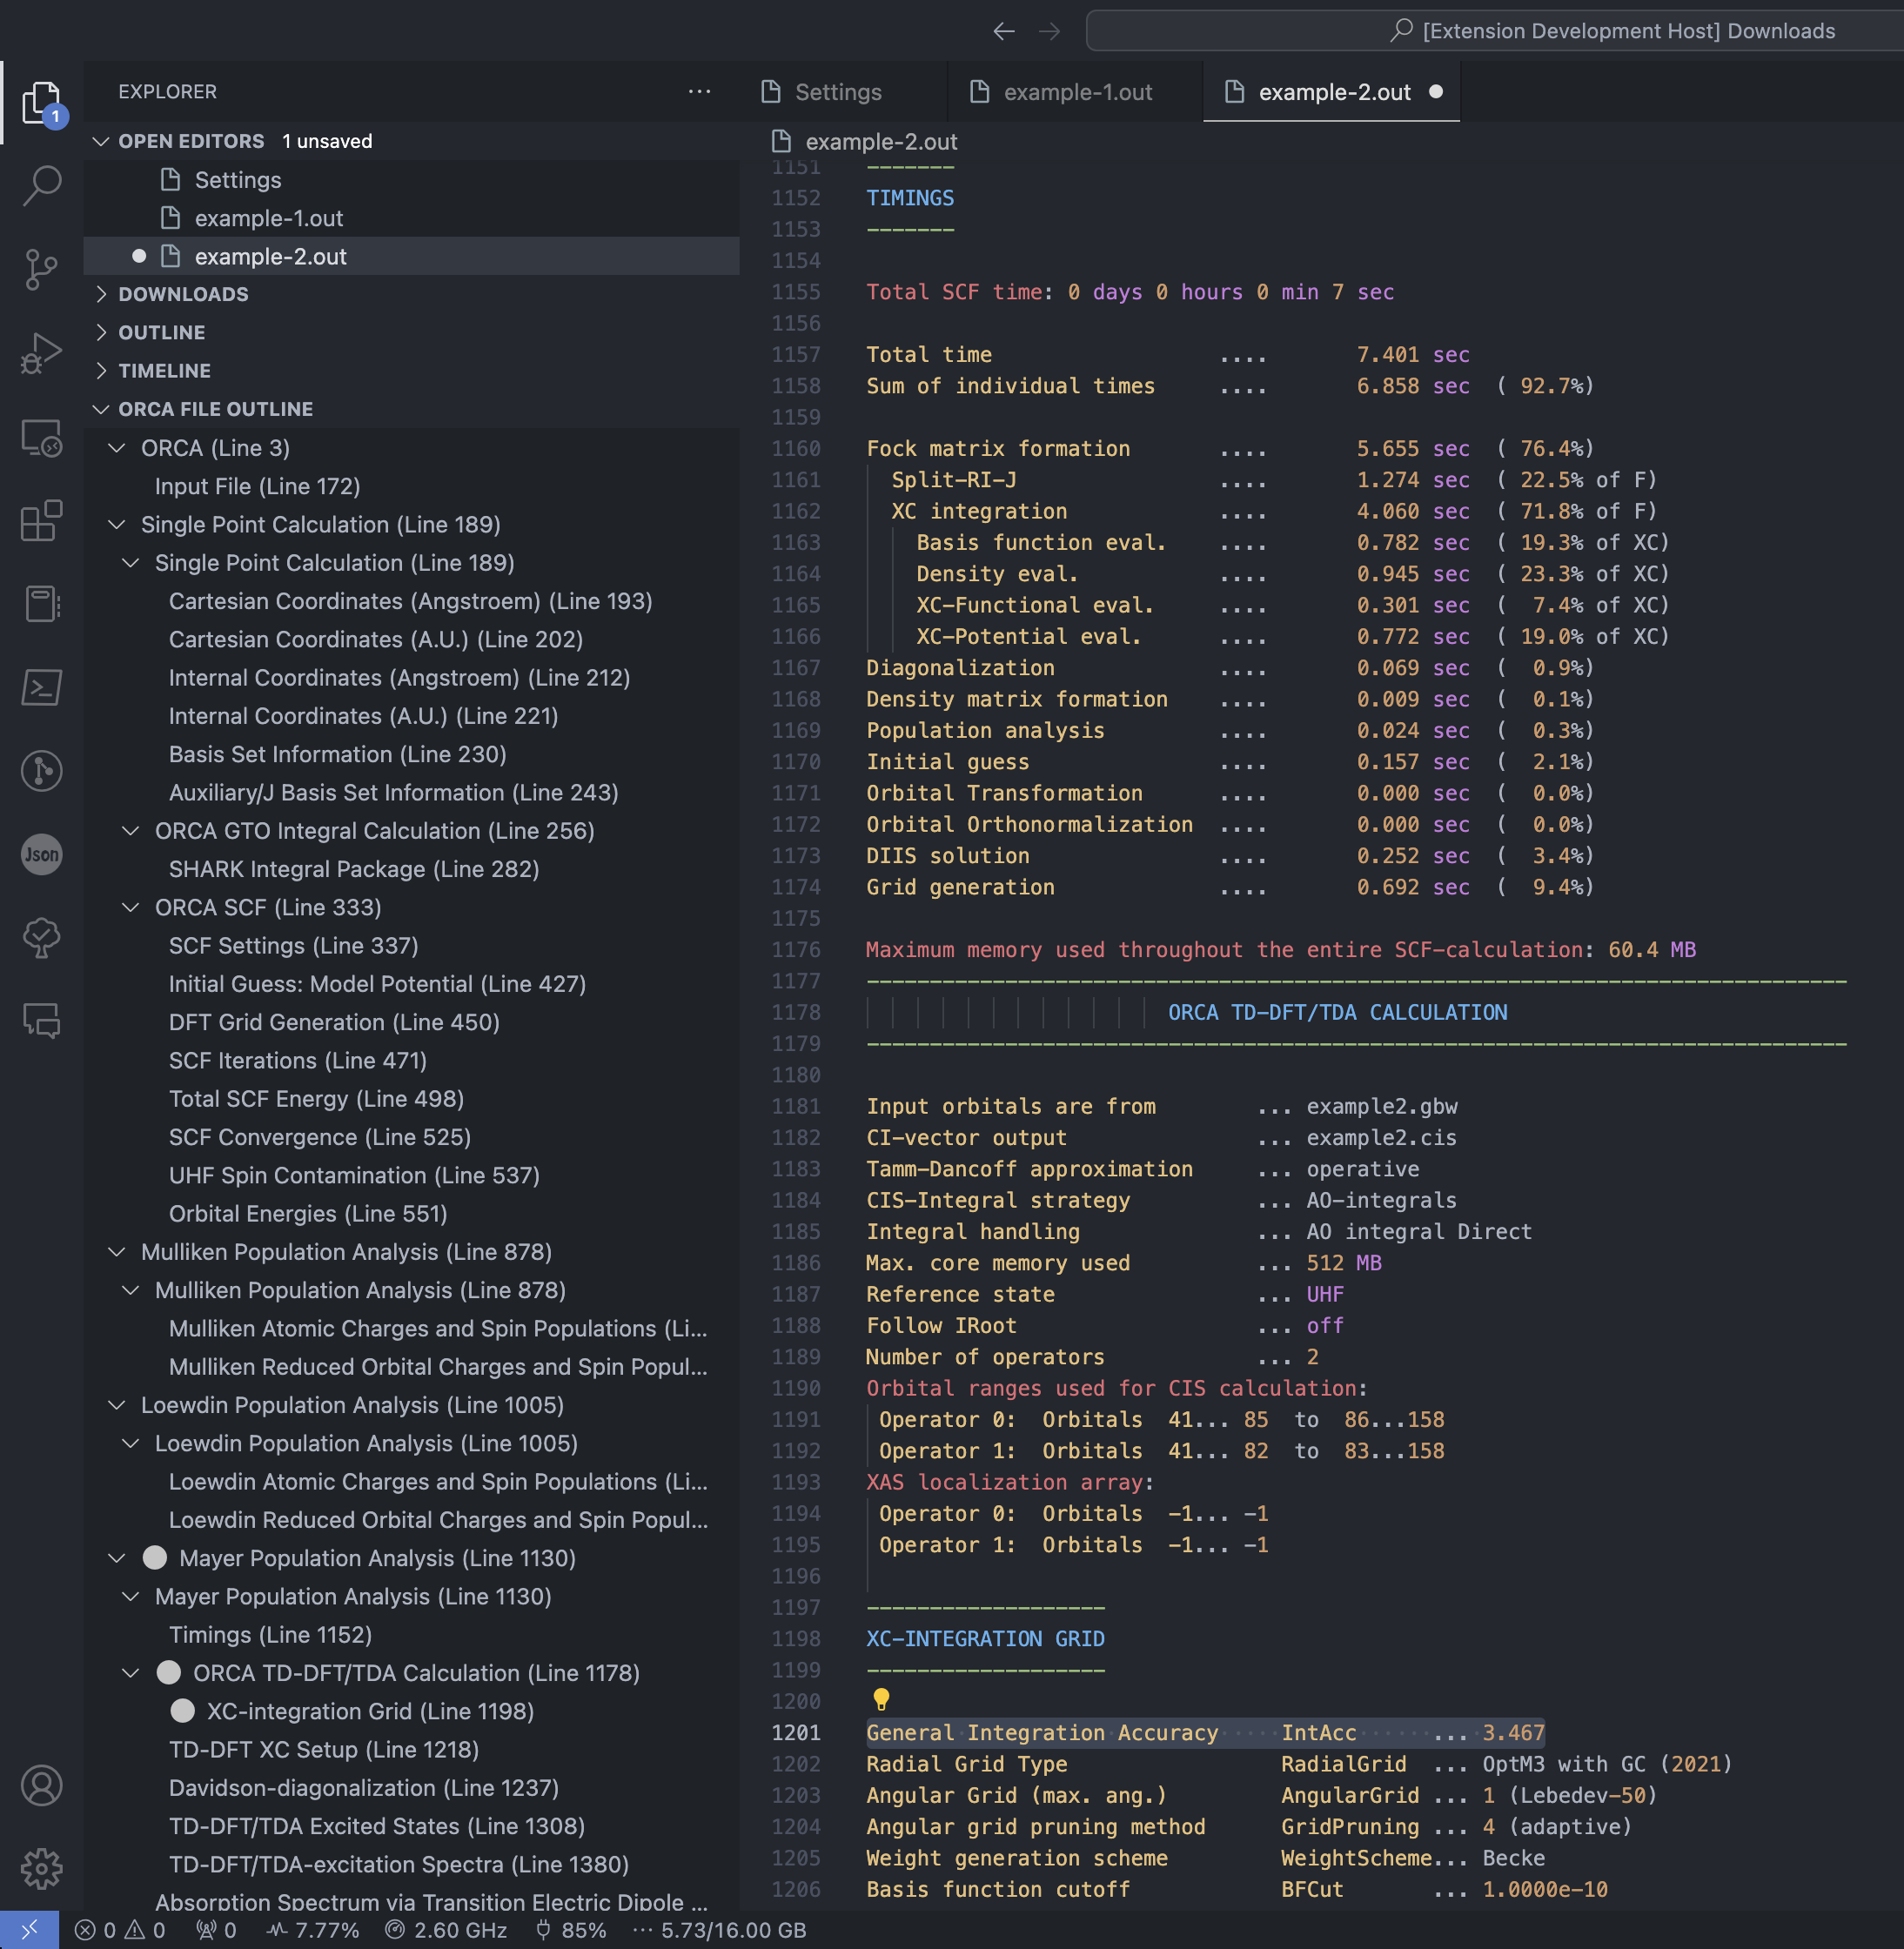 [Extension Development Host] Downloads
1
EXPLORER
OPEN EDITORS 1 unsaved
Settings
example-1.out
example-2.out
DOWNLOADS
OUTLINE
TIMELINE
ORCA FILE OUTLINE
ORCA (Line 3)
Input File (Line 172)
Single Point Calculation (Line 189)
Single Point Calculation (Line 189)
Cartesian Coordinates (Angstroem) (Line 193)
Cartesian Coordinates (A.U.) (Line 202)
Internal Coordinates (Angstroem) (Line 212)
Internal Coordinates (A.U.) (Line 221)
Basis Set Information (Line 230)
Auxiliary/J Basis Set Information (Line 243)
ORCA GTO Integral Calculation (Line 256)
SHARK Integral Package (Line 282)
ORCA SCF (Line 333)
SCF Settings (Line 337)
Initial Guess: Model Potential (Line 427)
DFT Grid Generation (Line 450)
SCF Iterations (Line 471)
Total SCF Energy (Line 498)
SCF Convergence (Line 525)
UHF Spin Contamination (Line 537)
Orbital Energies (Line 551)
Mulliken Population Analysis (Line 878)
Mulliken Population Analysis (Line 878)
Mulliken Atomic Charges and Spin Populations (Li...
Mulliken Reduced Orbital Charges and Spin Popul...
Loewdin Population Analysis (Line 1005)
Loewdin Population Analysis (Line 1005)
Loewdin Atomic Charges and Spin Populations (Li...
Loewdin Reduced Orbital Charges and Spin Popul...
Mayer Population Analysis (Line 1130)
Mayer Population Analysis (Line 1130)
Timings (Line 1152)
ORCA TD-DFT/TDA Calculation (Line 1178)
XC-integration Grid (Line 1198)
TD-DFT XC Setup (Line 1218)
Davidson-diagonalization (Line 1237)
TD-DFT/TDA Excited States (Line 1308)
TD-DFT/TDA-excitation Spectra (Line 1380)
Absorption Spectrum via Transition Electric Dipole ...
Json
Settings example-1.out example-2.out
example-2.out
1151 -------
1152 TIMINGS
1153 -------
1154
1155 Total SCF time: 0 days 0 hours 0 min 7 sec
1156
1157 Total time .... 7.401 sec
1158 Sum of individual times .... 6.858 sec ( 92.7%)
1159
1160 Fock matrix formation .... 5.655 sec ( 76.4%)
1161 Split-RI-J .... 1.274 sec ( 22.5% of F)
1162 XC integration .... 4.060 sec ( 71.8% of F)
1163 Basis function eval. .... 0.782 sec ( 19.3% of XC)
1164 Density eval. .... 0.945 sec ( 23.3% of XC)
1165 XC-Functional eval. .... 0.301 sec ( 7.4% of XC)
1166 XC-Potential eval. .... 0.772 sec ( 19.0% of XC)
1167 Diagonalization .... 0.069 sec ( 0.9%)
1168 Density matrix formation .... 0.009 sec ( 0.1%)
1169 Population analysis .... 0.024 sec ( 0.3%)
1170 Initial guess .... 0.157 sec ( 2.1%)
1171 Orbital Transformation .... 0.000 sec ( 0.0%)
1172 Orbital Orthonormalization .... 0.000 sec ( 0.0%)
1173 DIIS solution .... 0.252 sec ( 3.4%)
1174 Grid generation .... 0.692 sec ( 9.4%)
1175
1176 Maximum memory used throughout the entire SCF-calculation: 60.4 MB
1177 ------------------------------------------------------------------------------
1178 ORCA TD-DFT/TDA CALCULATION
1179 ------------------------------------------------------------------------------
1180
1181 Input orbitals are from ... example2.gbw
1182 CI-vector output ... example2.cis
1183 Tamm-Dancoff approximation ... operative
1184 CIS-Integral strategy ... AO-integrals
1185 Integral handling ... AO integral Direct
1186 Max. core memory used ... 512 MB
1187 Reference state ... UHF
1188 Follow IRoot ... off
1189 Number of operators ... 2
1190 Orbital ranges used for CIS calculation:
1191 Operator 0: Orbitals 41... 85 to 86...158
1192 Operator 1: Orbitals 41... 82 to 83...158
1193 XAS localization array:
1194 Operator 0: Orbitals -1... -1
1195 Operator 1: Orbitals -1... -1
1196
1197 -------------------
1198 XC-INTEGRATION GRID
1199 -------------------
1200
1201 General Integration Accuracy IntAcc ... 3.467
1202 Radial Grid Type RadialGrid ... OptM3 with GC (2021)
1203 Angular Grid (max. ang.) AngularGrid ... 1 (Lebedev-50)
1204 Angular grid pruning method GridPruning ... 4 (adaptive)
1205 Weight generation scheme WeightScheme... Becke
1206 Basis function cutoff BFCut ... 1.0000e-10
0 0 0 7.77% 2.60 GHz 85% ··· 5.73/16.00 GB